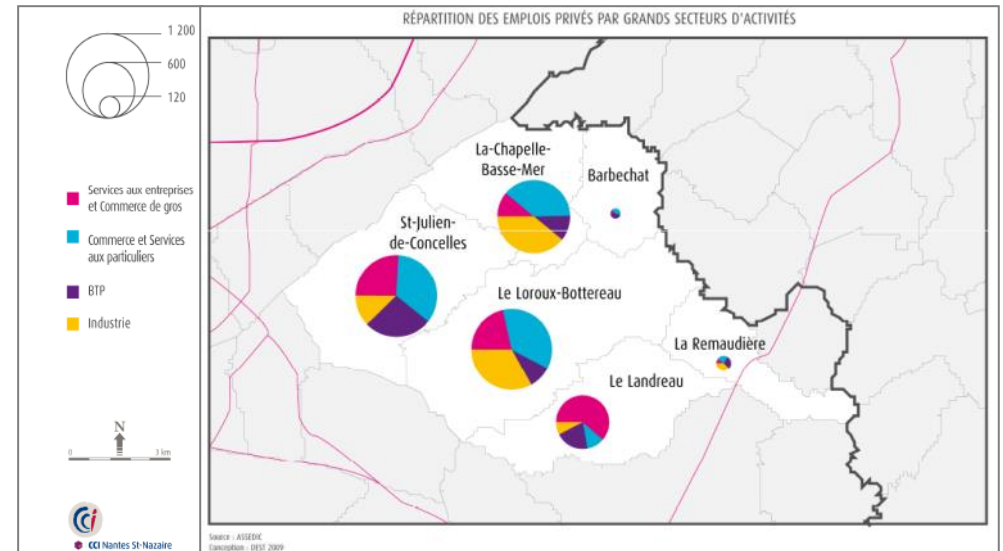 RÉPARTITION DES EMPLOIS PRIVÉS PAR GRANDS SECTEURS D'ACTIVITÉS
1 200
600
120
Services aux entreprises
et Commerce de gros
Commerce et Services
aux particuliers
BTP
Industrie
N
0 3 km
CCi
CCI Nantes St-Nazaire
La-Chapelle-
Basse-Mer
Barbechat
St-Julien-
de-Concelles
Le Loroux-Bottereau
La Remaudière
Le Landreau
Source : ASSEDIC
Conception : DEST 2009